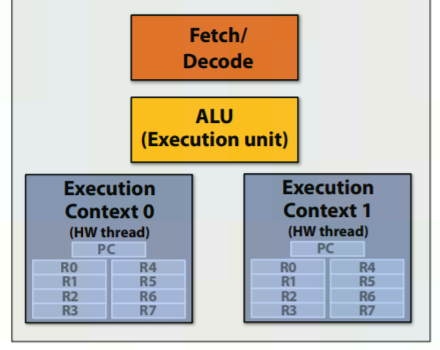 Fetch/
Decode
ALU
(Execution unit)
Execution
Context 0
(HW thread)
PC
R0 R4
R1 R5
R2 R6
R3 R7
Execution
Context 1
(HW thread)
PC
R0 R4
R1 R5
R2 R6
R3 R7